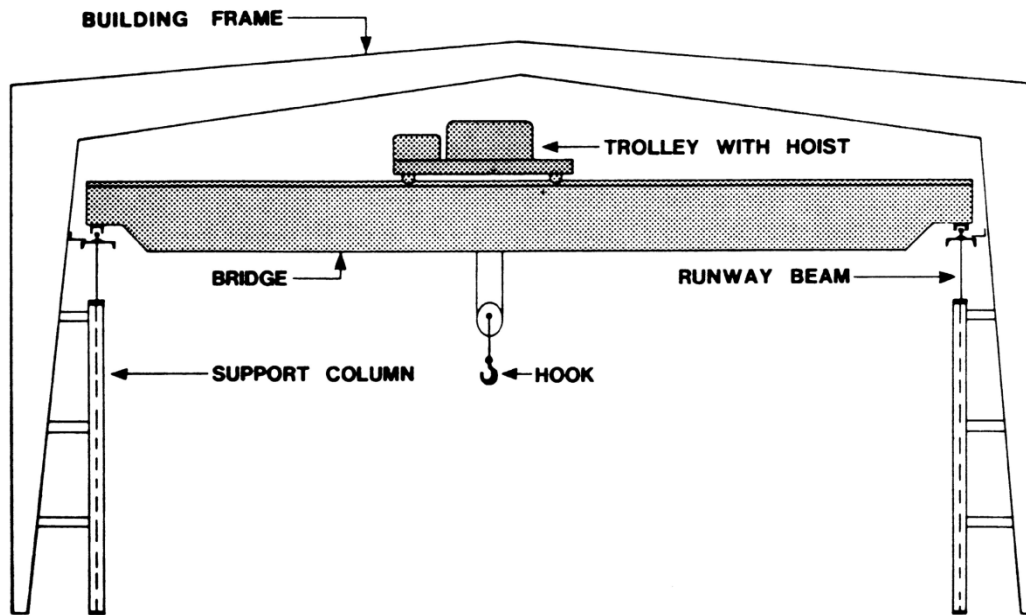 BUILDING FRAME
TROLLEY WITH HOIST
BRIDGE
RUNWAY BEAM
SUPPORT COLUMN
HOOK